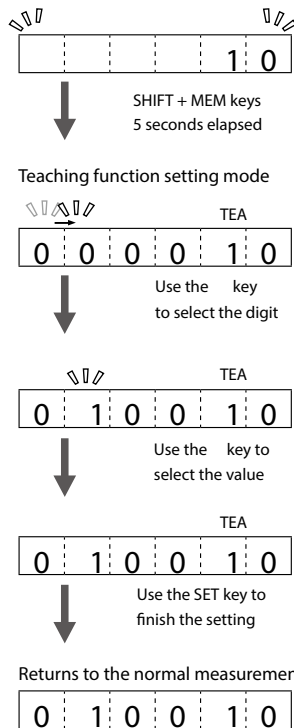 1 0
SHIFT + MEM keys
5 seconds elapsed
Teaching function setting mode
TEA
0 0 0 0 1 0
Use the key
to select the digit
TEA
0 1 0 0 1 0
Use the key to
select the value
TEA
0 1 0 0 1 0
Use the SET key to
finish the setting
Returns to the normal measuremen
0 1 0 0 1 0